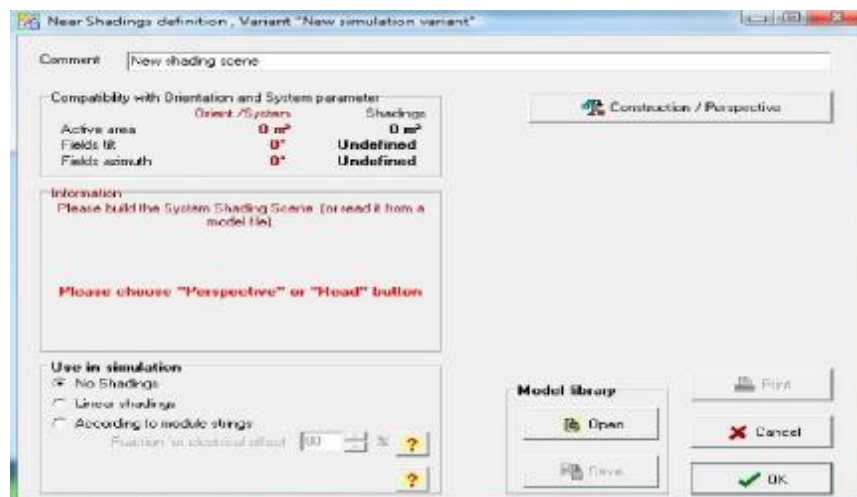 Near Shadings definition , Variant "New simulation variant"
Comment New shading scene
Compatibility with Orientation and System parameter
Orient./System Shadings
Active area 0 m² 0 m²
Fields tilt 0° Undefined
Fields azimuth 0° Undefined
Construction / Perspective
Information
Please build the System Shading Scene (or read it from a
model file)
Please choose "Perspective" or "Read" button
Use in simulation
No Shadings
Linear shadings
According to module strings
Fraction for electrical effect %
?
?
Model library
Open
Save
Print
Cancel
OK